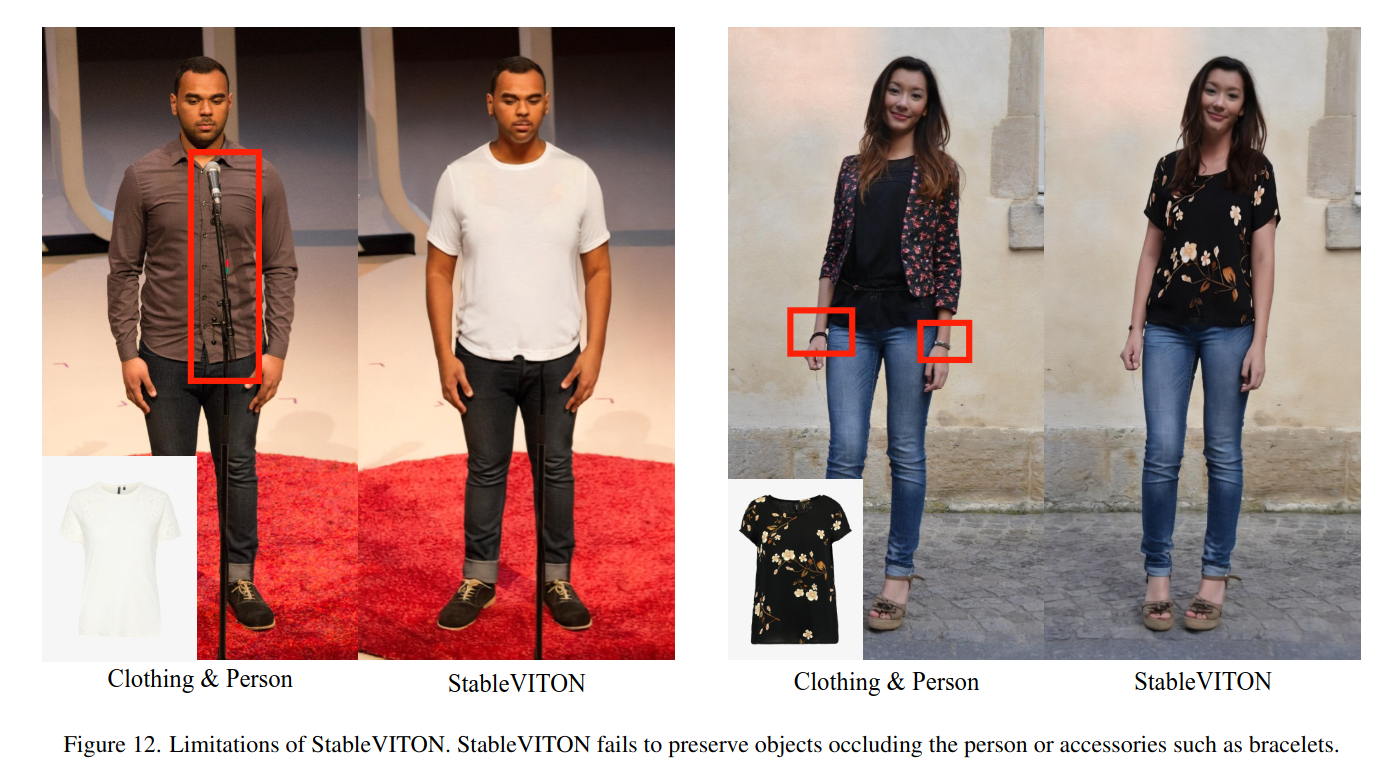 Clothing & Person
StableVITON
Clothing & Person
StableVITON
Figure 12. Limitations of StableVITON. StableVITON fails to preserve objects occluding the person or accessories such as bracelets.